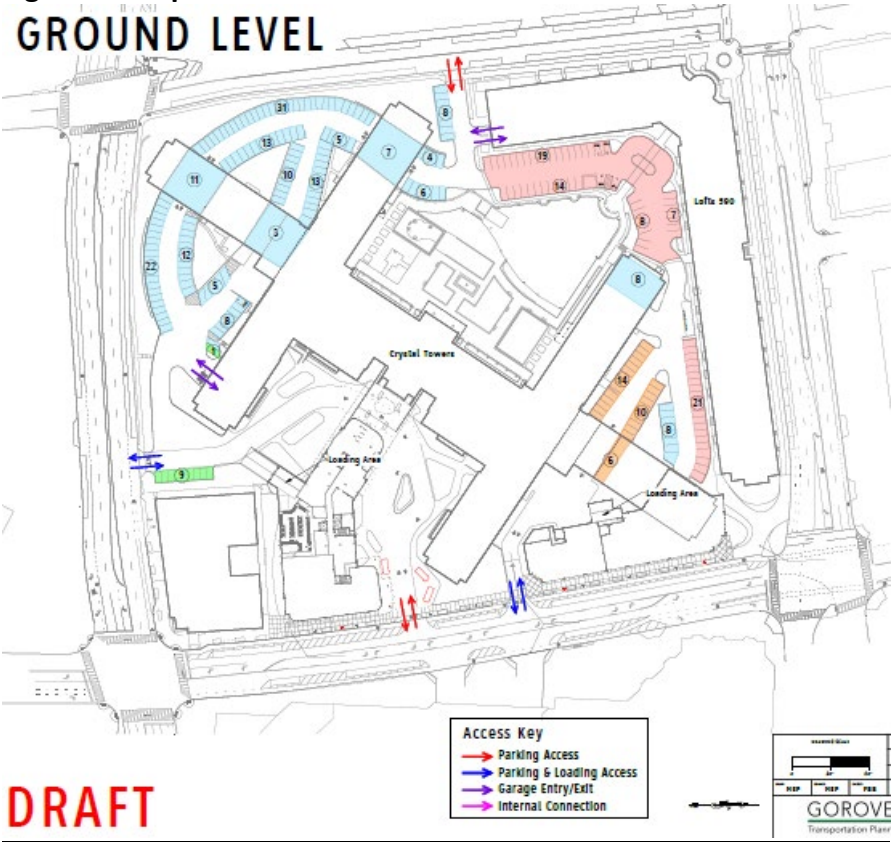 GROUND LEVEL
31
8
13
5
7
4
10
13
6
11
3
12
22
5
8
1
9
19
14
8
7
Lofts 590
8
Crystal Towers
14
10
21
8
6
Loading Area
Loading Area
Access Key
Parking Access
Parking & Loading Access
Garage Entry/Exit
Internal Connection
DRAFT
GOROVE
Transportation Plann